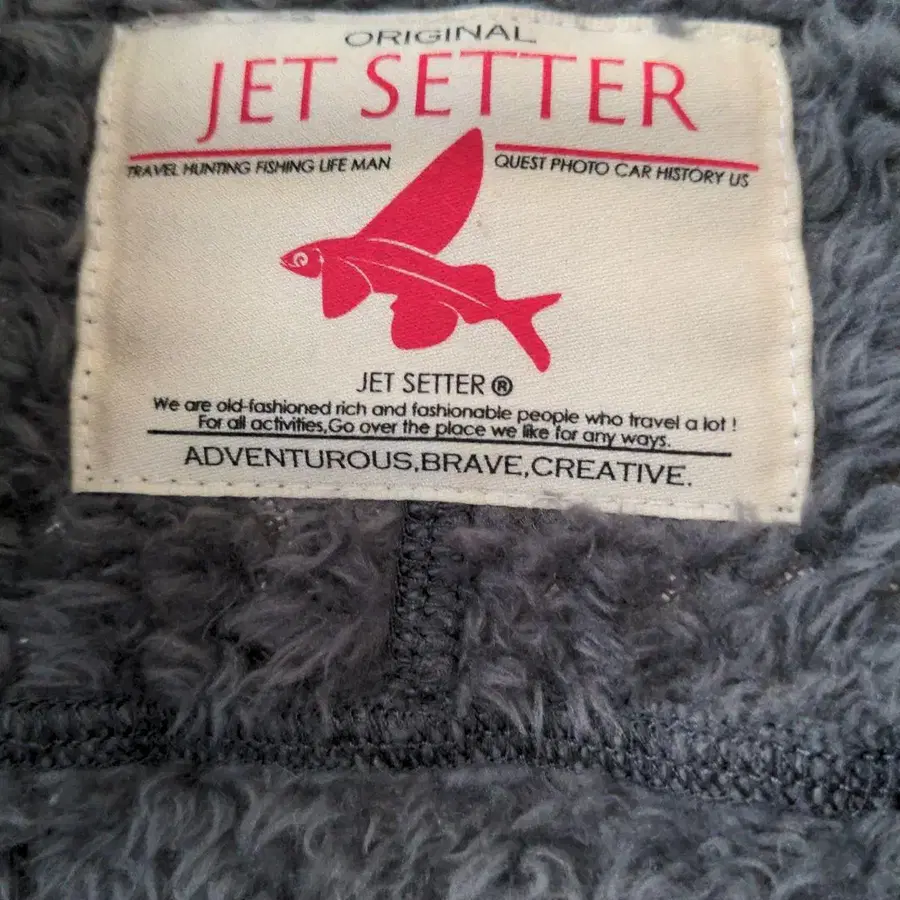 ORIGINAL
JET SETTER
TRAVEL HUNTING FISHING LIFE MAN
QUEST PHOTO CAR HISTORY US
JET SETTER ®
We are old-fashioned rich and fashionable people who travel a lot !
For all activities,Go over the place we like for any ways.
ADVENTUROUS,BRAVE,CREATIVE.